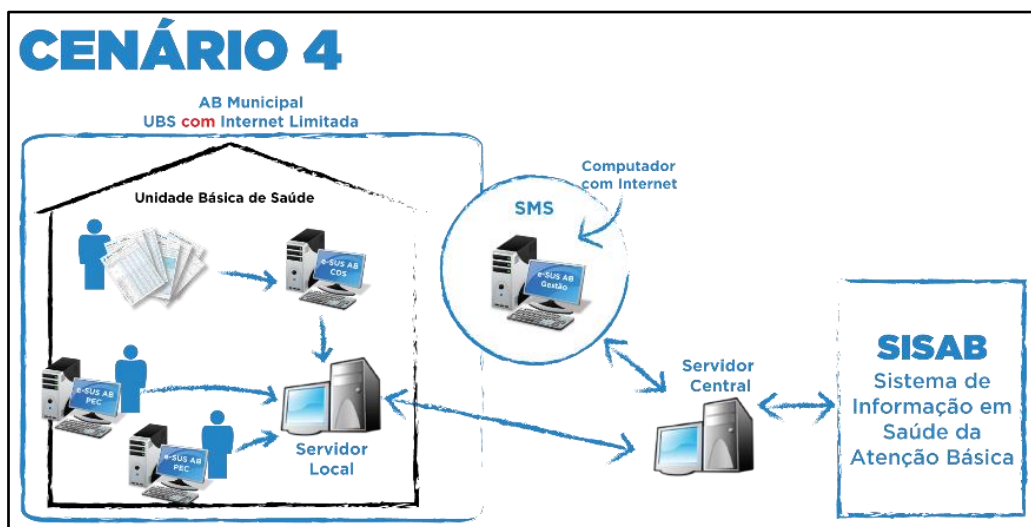 CENÁRIO 4
AB Municipal
UBS com Internet Limitada
Unidade Básica de Saúde
e-SUS AB
CDS
e-SUS AB
PEC
e-SUS AB
PEC
Servidor
Local
Computador
com Internet
SMS
e-SUS AB
Gestão
Servidor
Central
SISAB
Sistema de
Informação em
Saúde da
Atenção Básica